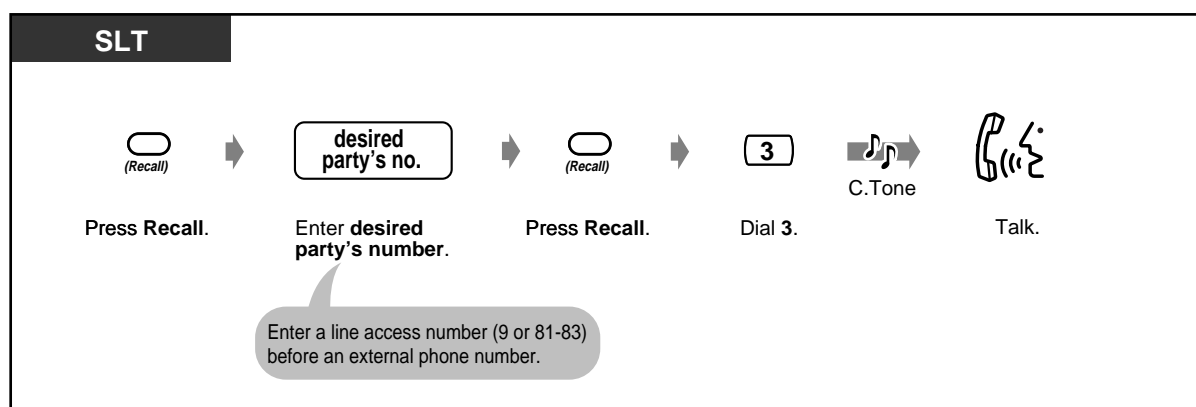 SLT
(Recall)
desired
party's no.
(Recall)
3
C.Tone
Press Recall.
Enter desired
party's number.
Press Recall.
Dial 3.
Talk.
Enter a line access number (9 or 81-83)
before an external phone number.